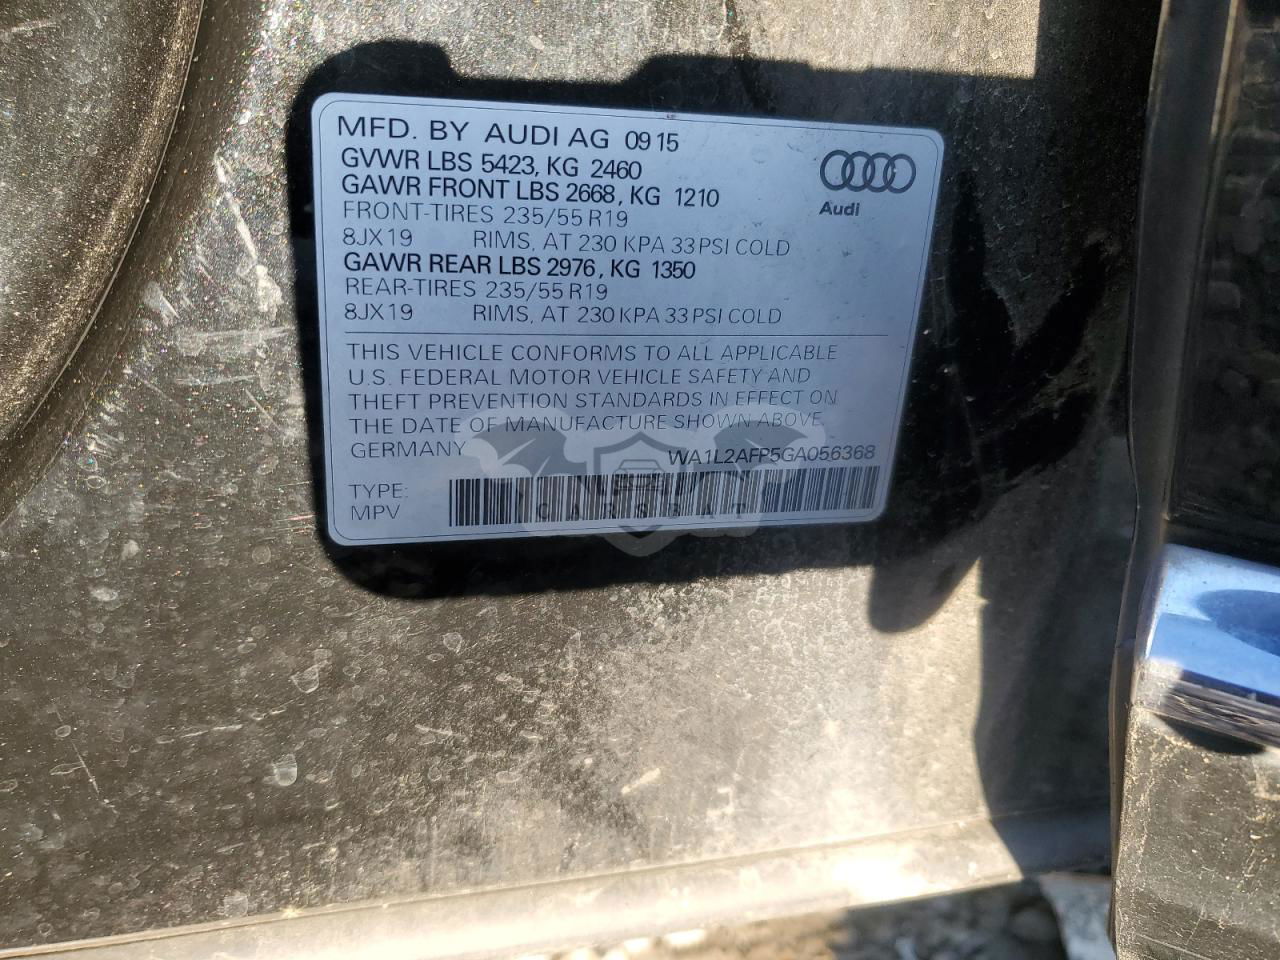 MFD. BY AUDI AG 0915
GVWR LBS 5423, KG 2460
GAWR FRONT LBS 2668, KG 1210
FRONT-TIRES 235/55 R19
8JX19 RIMS, AT 230 KPA 33 PSI COLD
GAWR REAR LBS 2976, KG 1350
REAR-TIRES 235/55 R19
8JX19 RIMS, AT 230 KPA 33 PSI COLD
Audi
THIS VEHICLE CONFORMS TO ALL APPLICABLE
U.S. FEDERAL MOTOR VEHICLE SAFETY AND
THEFT PREVENTION STANDARDS IN EFFECT ON
THE DATE OF MANUFACTURE SHOWN ABOVE.
GERMANY WA1L2AFP5GA056368
TYPE:
MPV
CARSBAT